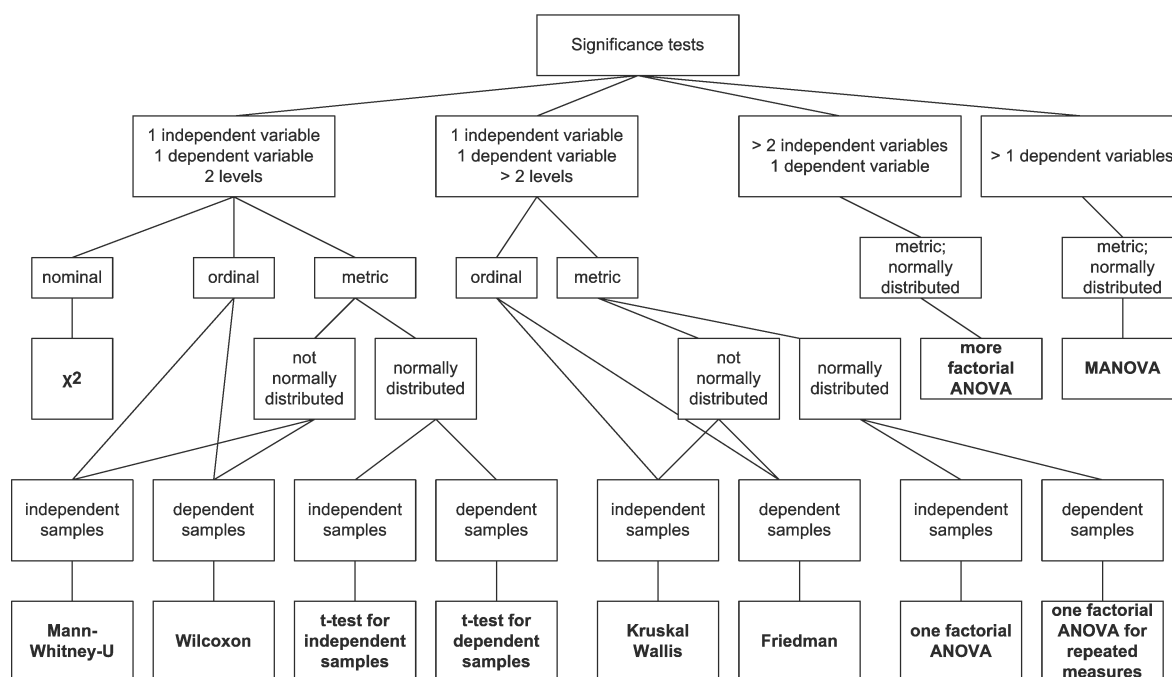 Significance tests
1 independent variable
1 dependent variable
2 levels
1 independent variable
1 dependent variable
> 2 levels
> 2 independent variables
1 dependent variable
> 1 dependent variables
nominal
ordinal
metric
ordinal
metric
metric;
normally
distributed
metric;
normally
distributed
χ2
not
normally
distributed
normally
distributed
not
normally
distributed
normally
distributed
more
factorial
ANOVA
MANOVA
independent
samples
dependent
samples
independent
samples
dependent
samples
independent
samples
dependent
samples
independent
samples
dependent
samples
Mann-
Whitney-U
Wilcoxon
t-test for
independent
samples
t-test for
dependent
samples
Kruskal
Wallis
Friedman
one factorial
ANOVA
one factorial
ANOVA for
repeated
measures